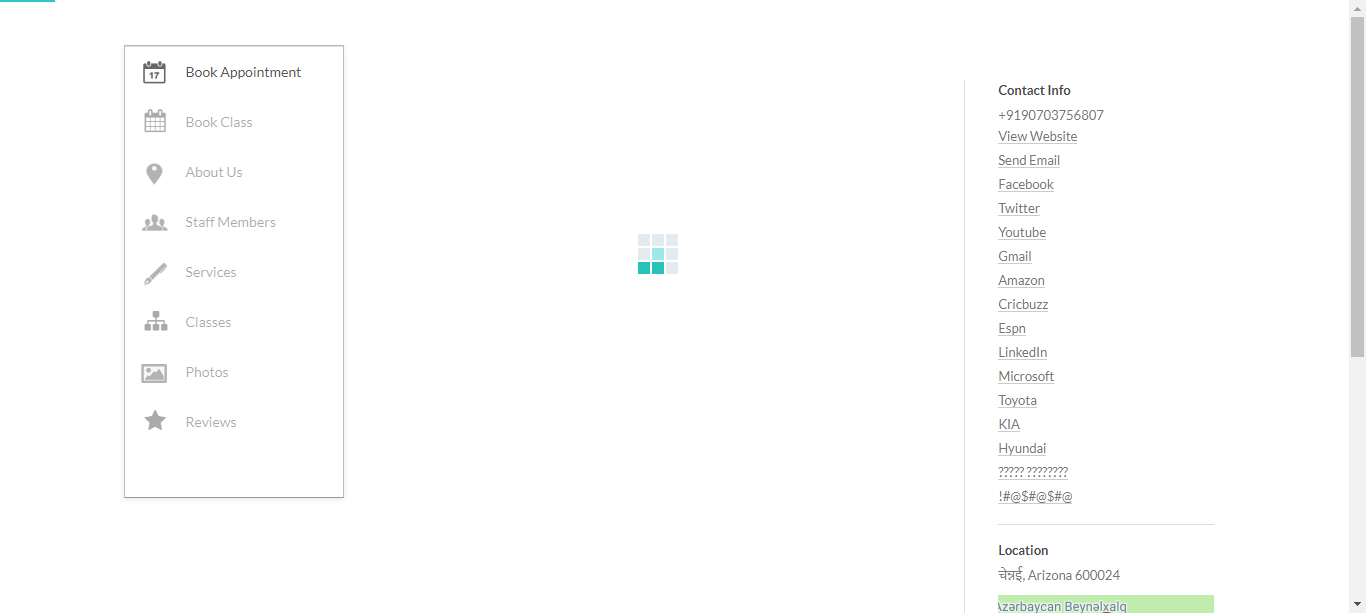 17
Book Appointment
Book Class
About Us
Staff Members
Services
Classes
Photos
Reviews
Contact Info
+9190703756807
View Website
Send Email
Facebook
Twitter
Youtube
Gmail
Amazon
Cricbuzz
Espn
LinkedIn
Microsoft
Toyota
KIA
Hyundai
????? ????????
!#@$#@$#@
Location
चेन्नई, Arizona 600024
Azərbaycan Beynəlxalq